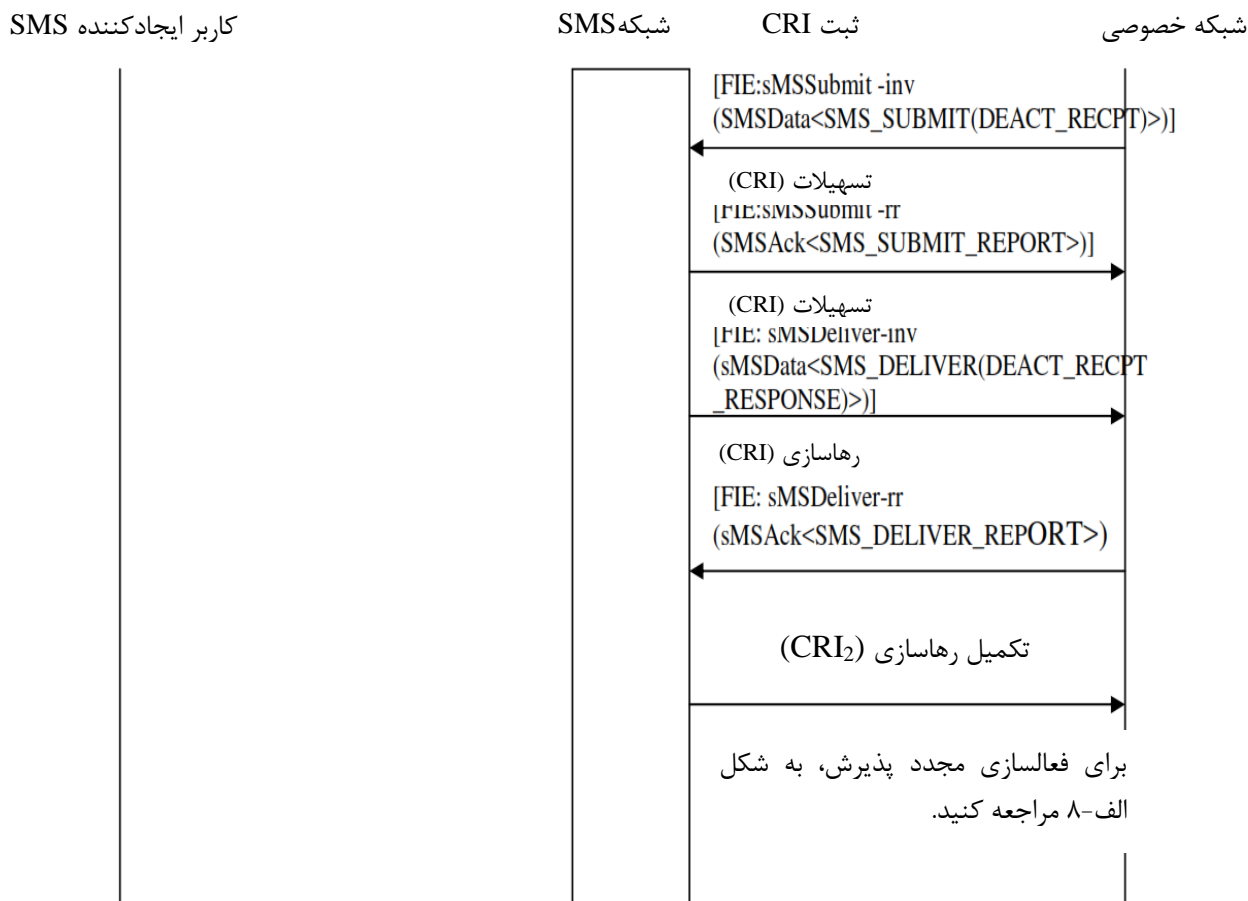 شبکه خصوصی ثبت CRI شبکهSMS کاربر ایجادکننده SMS
[FIE:sMSSubmit -inv
(SMSData<SMS_SUBMIT(DEACT_RECPT)>)]
تسهیلات (CRI)
[FIE:sMSSubmit -rr
(SMSAck<SMS_SUBMIT_REPORT>)]
تسهیلات (CRI)
[FIE: sMSDeliver-inv
(sMSData<SMS_DELIVER(DEACT_RECPT
_RESPONSE)>)]
رهاسازی (CRI)
[FIE: sMSDeliver-rr
(sMSAck<SMS_DELIVER_REPORT>)
تکمیل رهاسازی (CRI₂)
برای فعالسازی مجدد پذیرش، به شکل
الف-۸ مراجعه کنید.